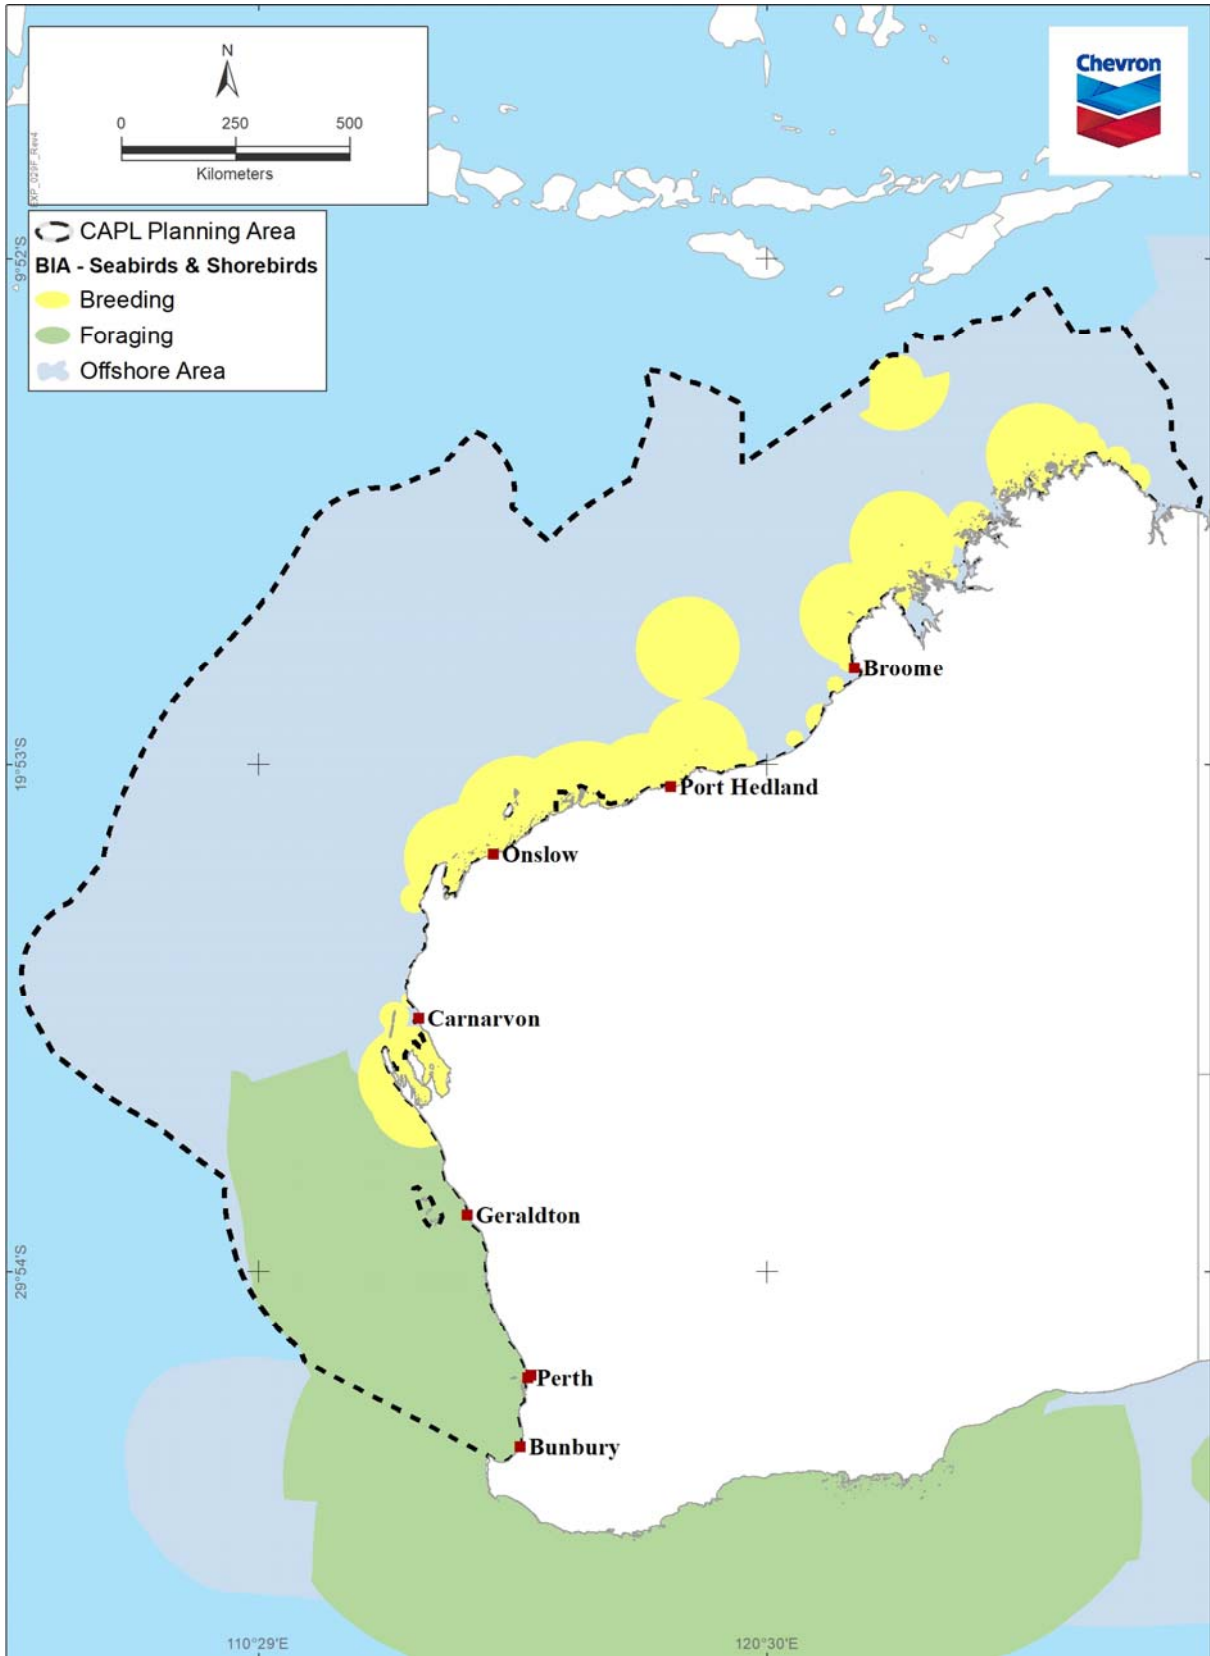 N
0 250 500
Kilometers
EXP_029F_Rev4
Chevron
CAPL Planning Area
BIA - Seabirds & Shorebirds
Breeding
Foraging
Offshore Area
9°52'S
Broome
19°53'S
Port Hedland
Onslow
Carnarvon
Geraldton
29°54'S
Perth
Bunbury
110°29'E 120°30'E